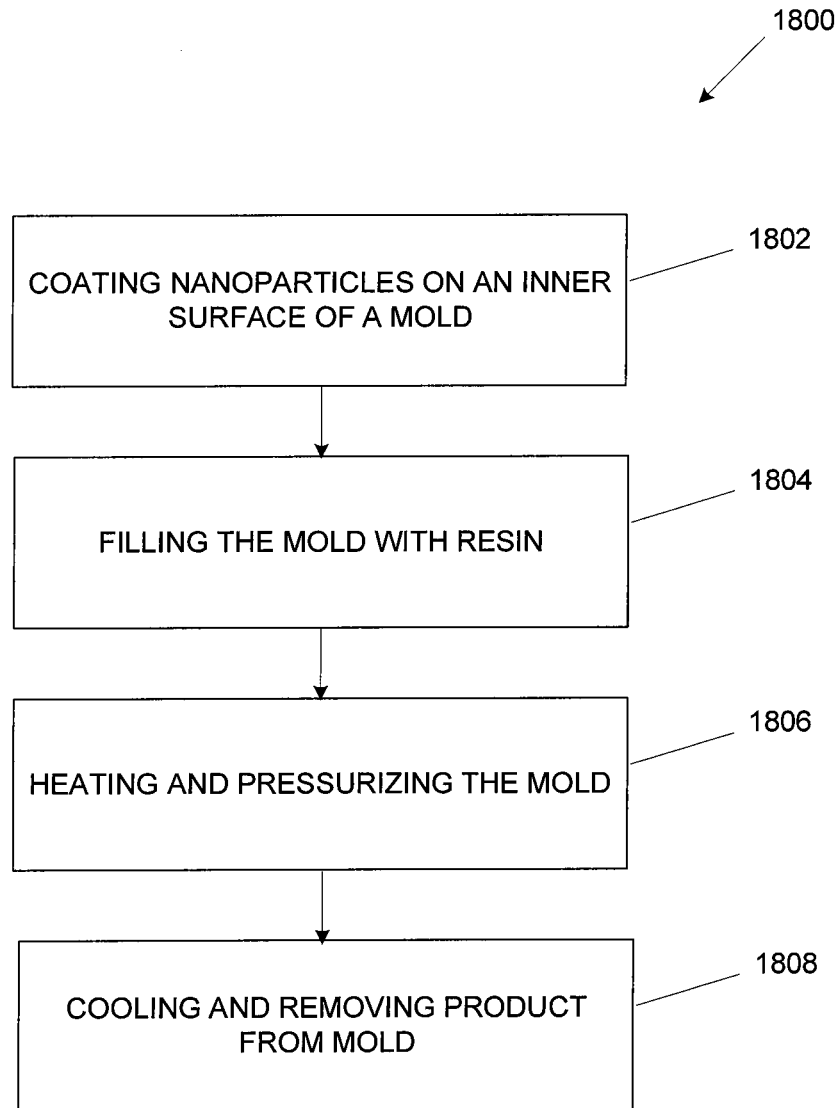 1800
1802
COATING NANOPARTICLES ON AN INNER
SURFACE OF A MOLD
1804
FILLING THE MOLD WITH RESIN
1806
HEATING AND PRESSURIZING THE MOLD
1808
COOLING AND REMOVING PRODUCT
FROM MOLD